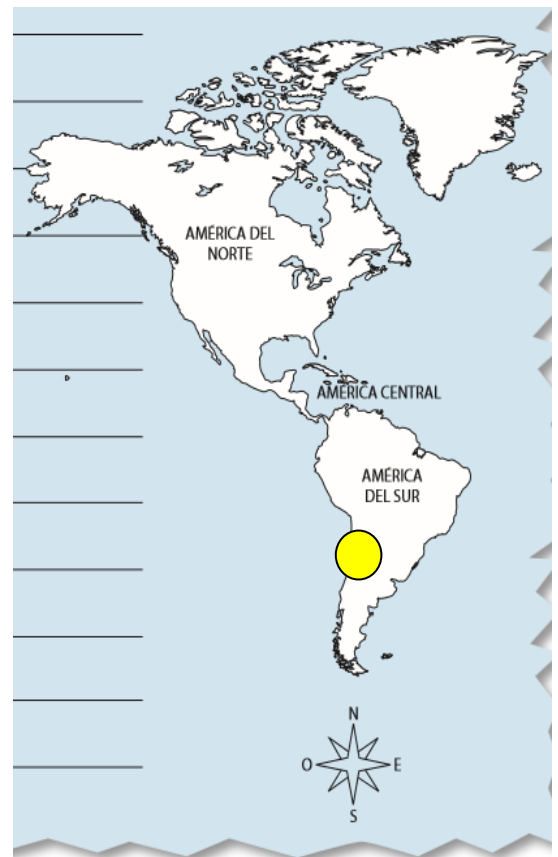 AMÉRICA DEL
NORTE
AMÉRICA CENTRAL
AMÉRICA
DEL SUR
N
O
E
S